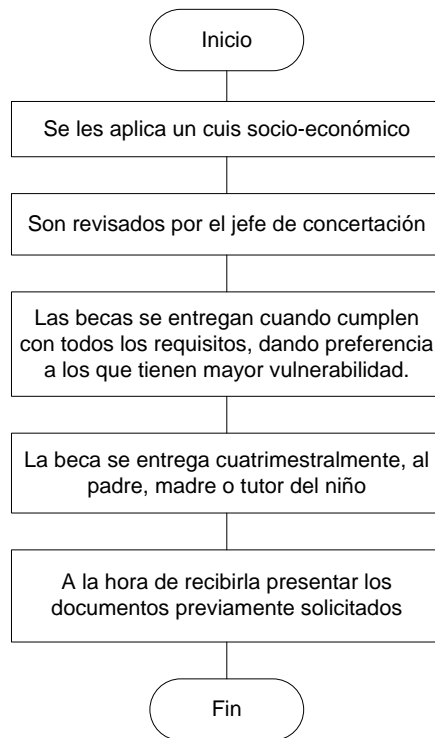 Inicio
Se les aplica un cuis socio-económico
Son revisados por el jefe de concertación
Las becas se entregan cuando cumplen
con todos los requisitos, dando preferencia
a los que tienen mayor vulnerabilidad.
La beca se entrega cuatrimestralmente, al
padre, madre o tutor del niño
A la hora de recibirla presentar los
documentos previamente solicitados
Fin